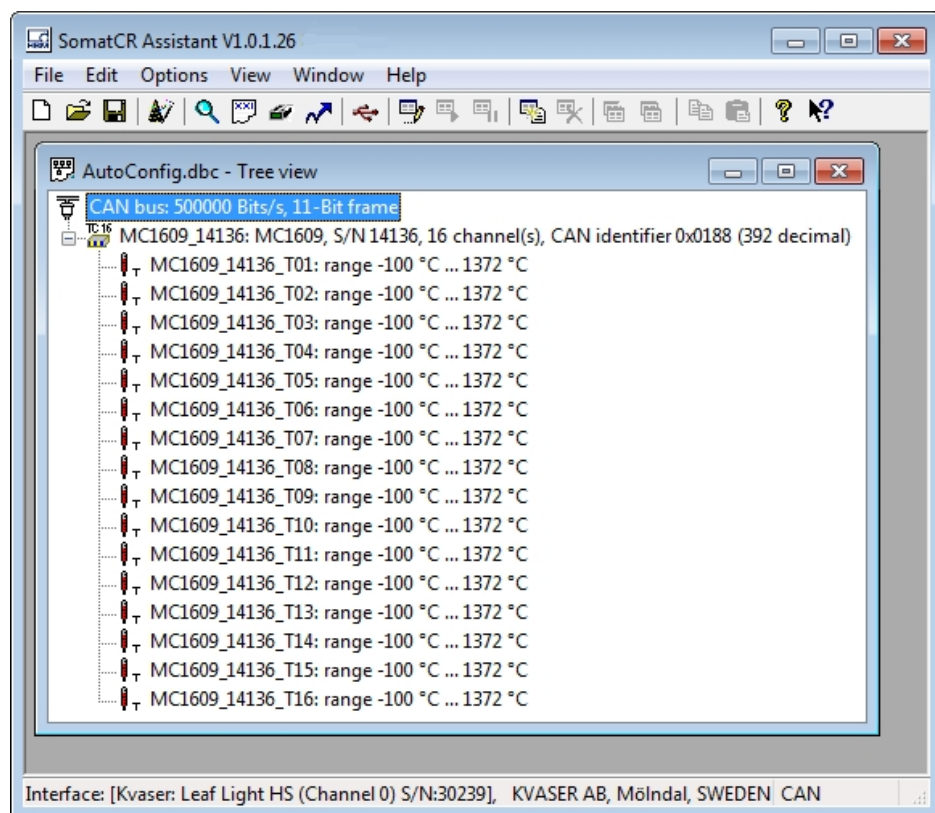 SomatCR Assistant V1.0.1.26
File Edit Options View Window Help
AutoConfig.dbc - Tree view
CAN bus: 500000 Bits/s, 11-Bit frame
TC 16
MC1609_14136: MC1609, S/N 14136, 16 channel(s), CAN identifier 0x0188 (392 decimal)
T MC1609_14136_T01: range -100 °C ... 1372 °C
T MC1609_14136_T02: range -100 °C ... 1372 °C
T MC1609_14136_T03: range -100 °C ... 1372 °C
T MC1609_14136_T04: range -100 °C ... 1372 °C
T MC1609_14136_T05: range -100 °C ... 1372 °C
T MC1609_14136_T06: range -100 °C ... 1372 °C
T MC1609_14136_T07: range -100 °C ... 1372 °C
T MC1609_14136_T08: range -100 °C ... 1372 °C
T MC1609_14136_T09: range -100 °C ... 1372 °C
T MC1609_14136_T10: range -100 °C ... 1372 °C
T MC1609_14136_T11: range -100 °C ... 1372 °C
T MC1609_14136_T12: range -100 °C ... 1372 °C
T MC1609_14136_T13: range -100 °C ... 1372 °C
T MC1609_14136_T14: range -100 °C ... 1372 °C
T MC1609_14136_T15: range -100 °C ... 1372 °C
T MC1609_14136_T16: range -100 °C ... 1372 °C
Interface: [Kvaser: Leaf Light HS (Channel 0) S/N:30239], KVASER AB, Mölndal, SWEDEN CAN